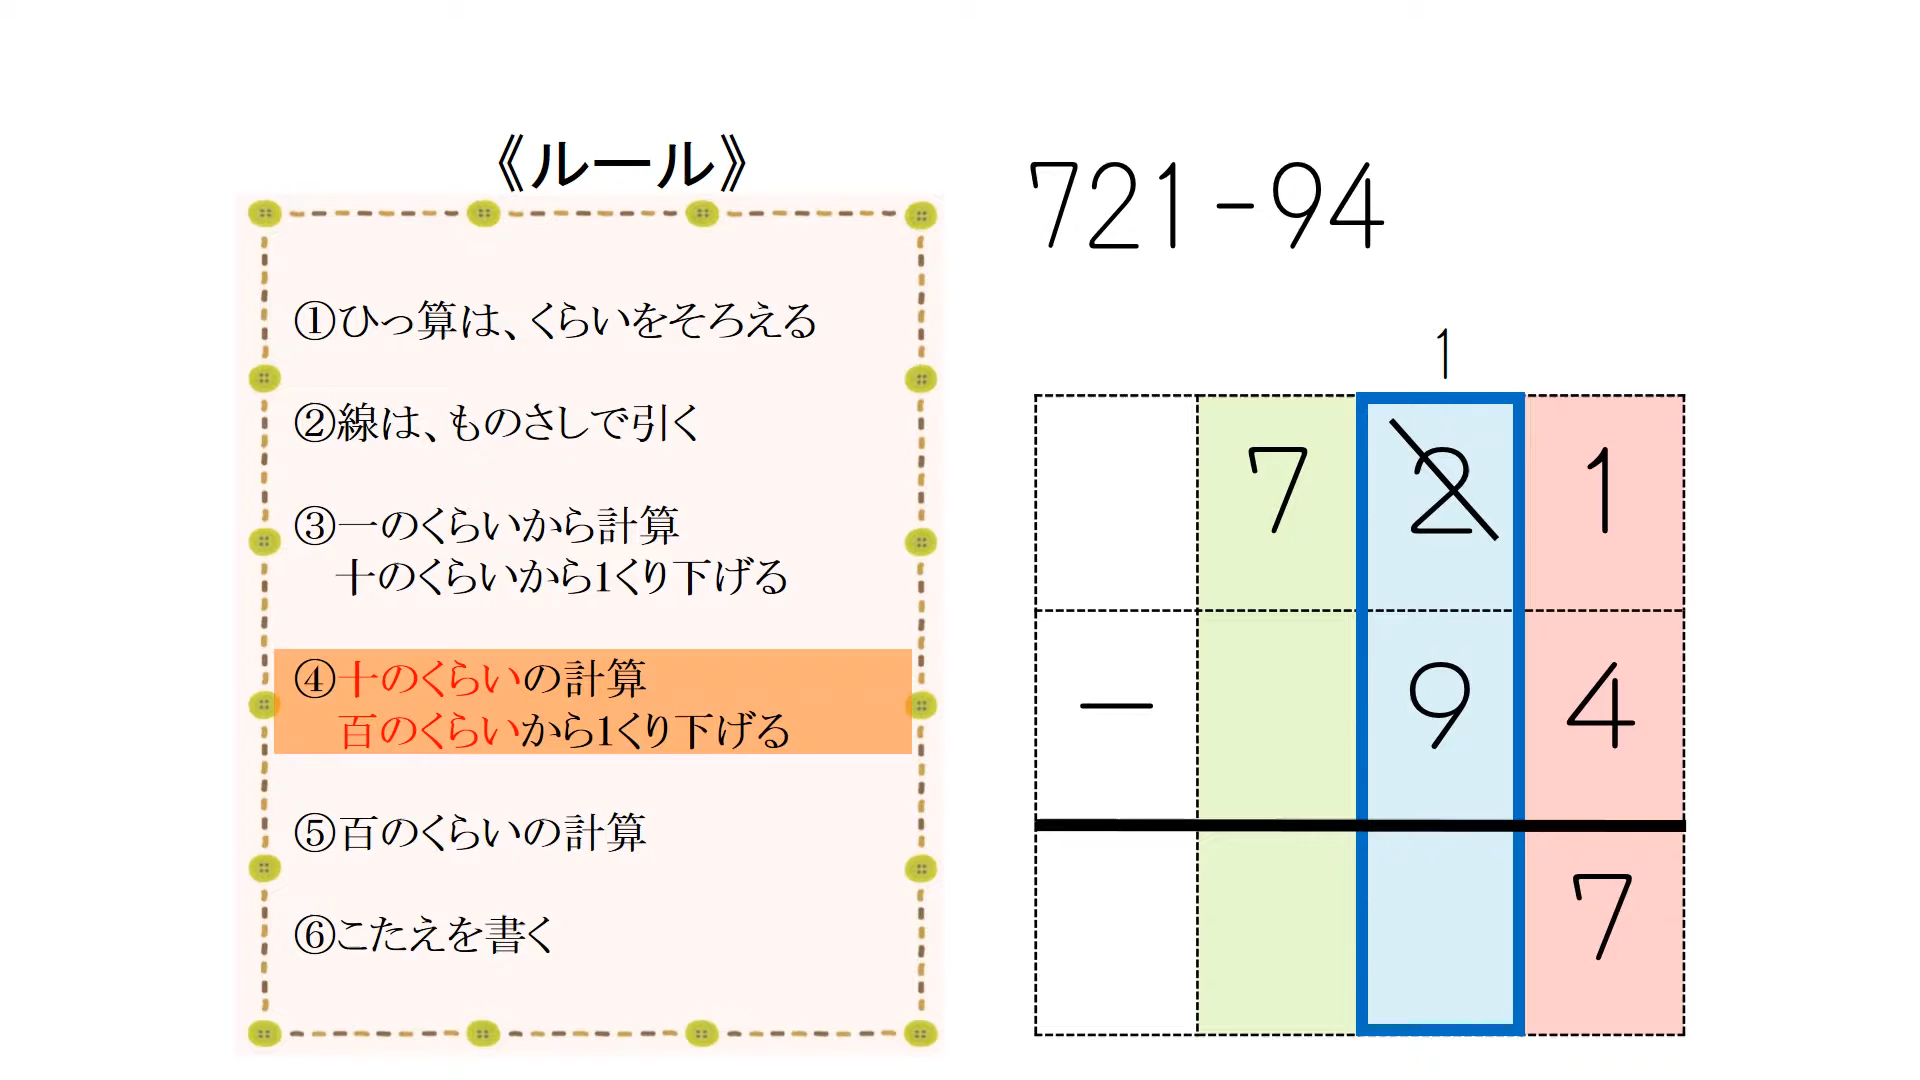 《ルール》
①ひっ算は、くらいをそろえる
②線は、ものさしで引く
③一のくらいから計算
十のくらいから1くり下げる
④十のくらいの計算
百のくらいから1くり下げる
⑤百のくらいの計算
⑥こたえを書く
721-94
1
7 2 1
- 9 4
7